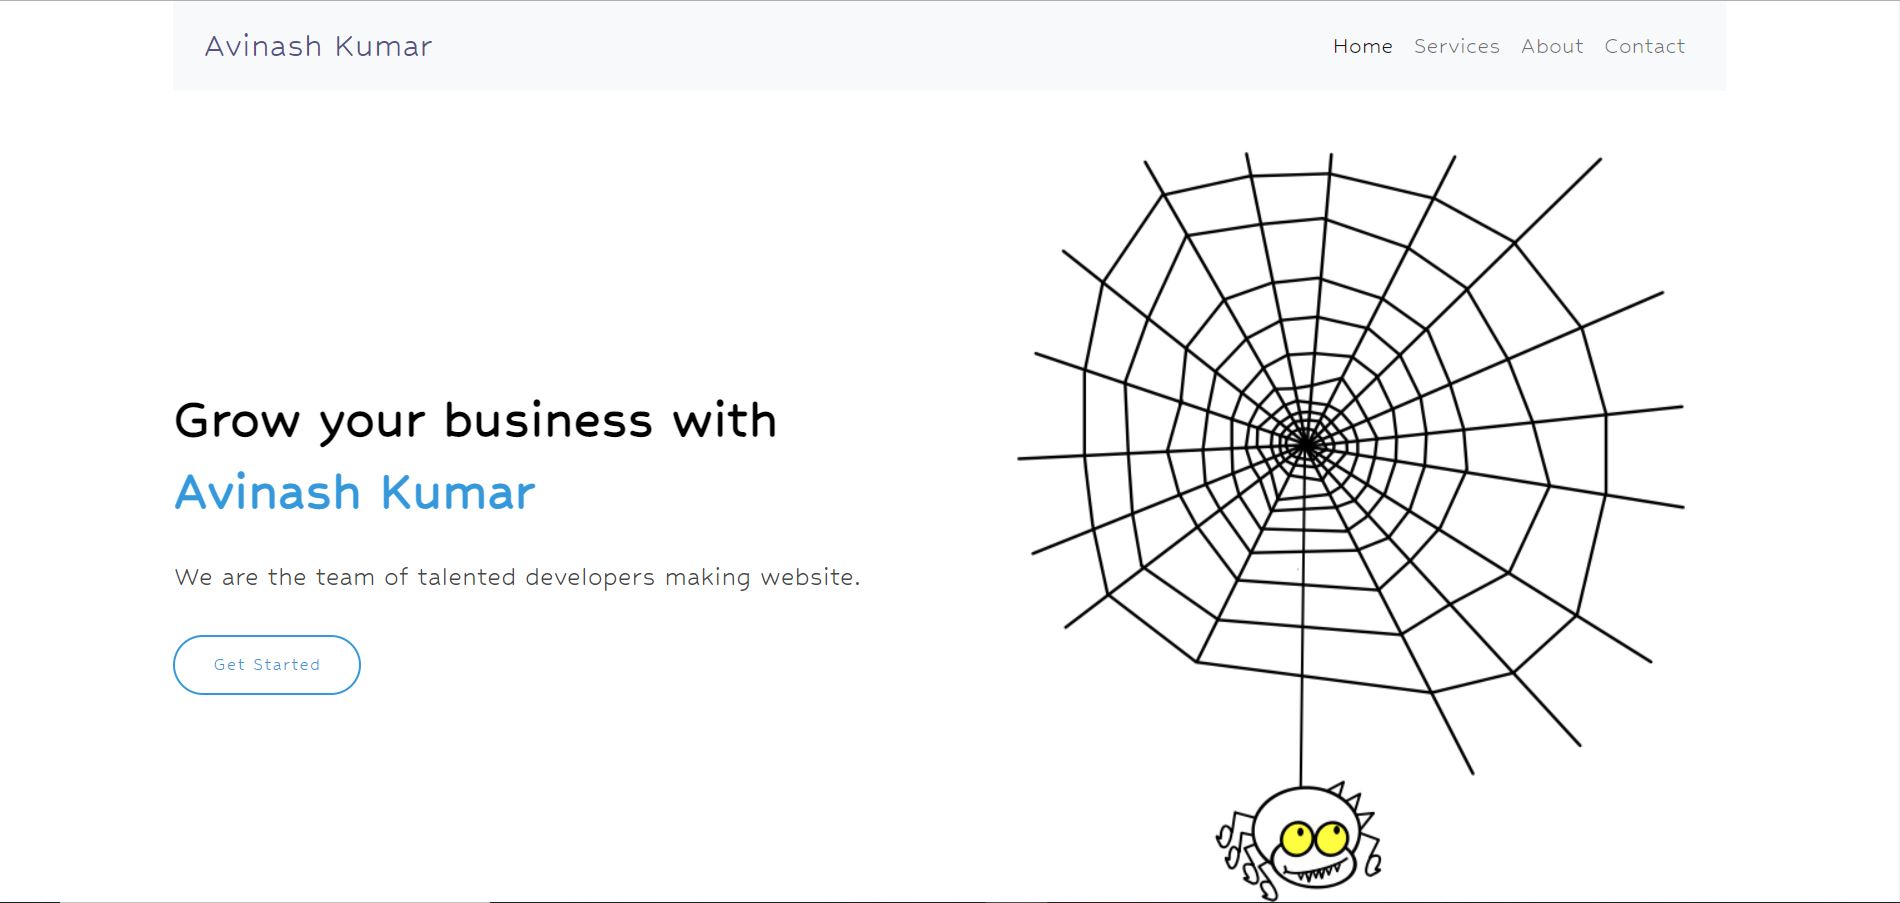 Avinash Kumar
Home Services About Contact
Grow your business with
Avinash Kumar
We are the team of talented developers making website.
Get Started